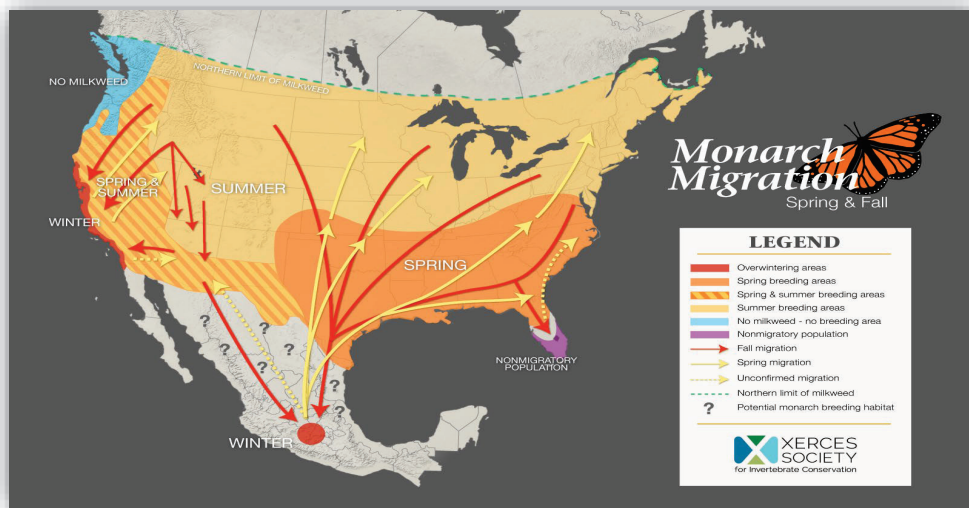 NO MILKWEED
NORTHERN LIMIT OF MILKWEED
SPRING &
SUMMER
SUMMER
WINTER
SPRING
NONMIGRATORY
POPULATION
WINTER
?
?
?
?
?
?
?
?
Monarch
Migration
Spring & Fall
LEGEND
Overwintering areas
Spring breeding areas
Spring & summer breeding areas
Summer breeding areas
No milkweed - no breeding area
Nonmigratory population
Fall migration
Spring migration
Unconfirmed migration
Northern limit of milkweed
? Potential monarch breeding habitat
XERCES
SOCIETY
for Invertebrate Conservation